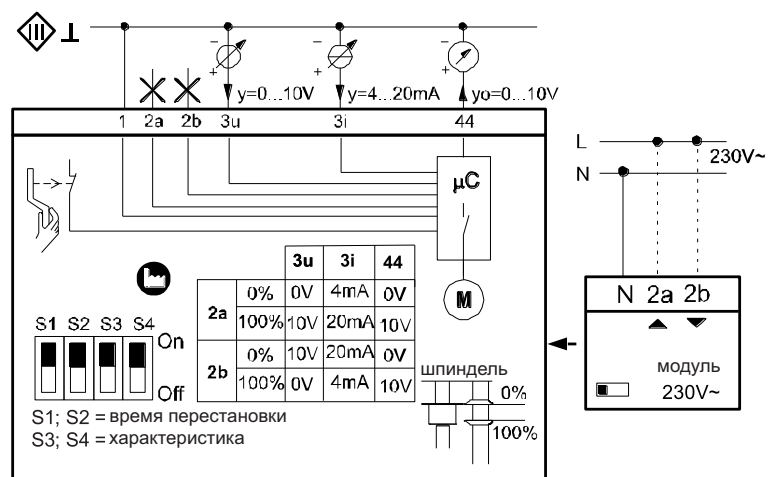 − − −
+ + +
y=0...10V y=4...20mA yo=0...10V
1 2a 2b 3u 3i 44
L
230V~
N
µC
M
3u 3i 44
2a 0% 0V 4mA 0V
100% 10V 20mA 10V
2b 0% 10V 20mA 0V
100% 0V 4mA 10V
S1 S2 S3 S4
On
Off
S1; S2 = время перестановки
S3; S4 = характеристика
шпиндель
0%
100%
N 2a 2b
модуль
230V~